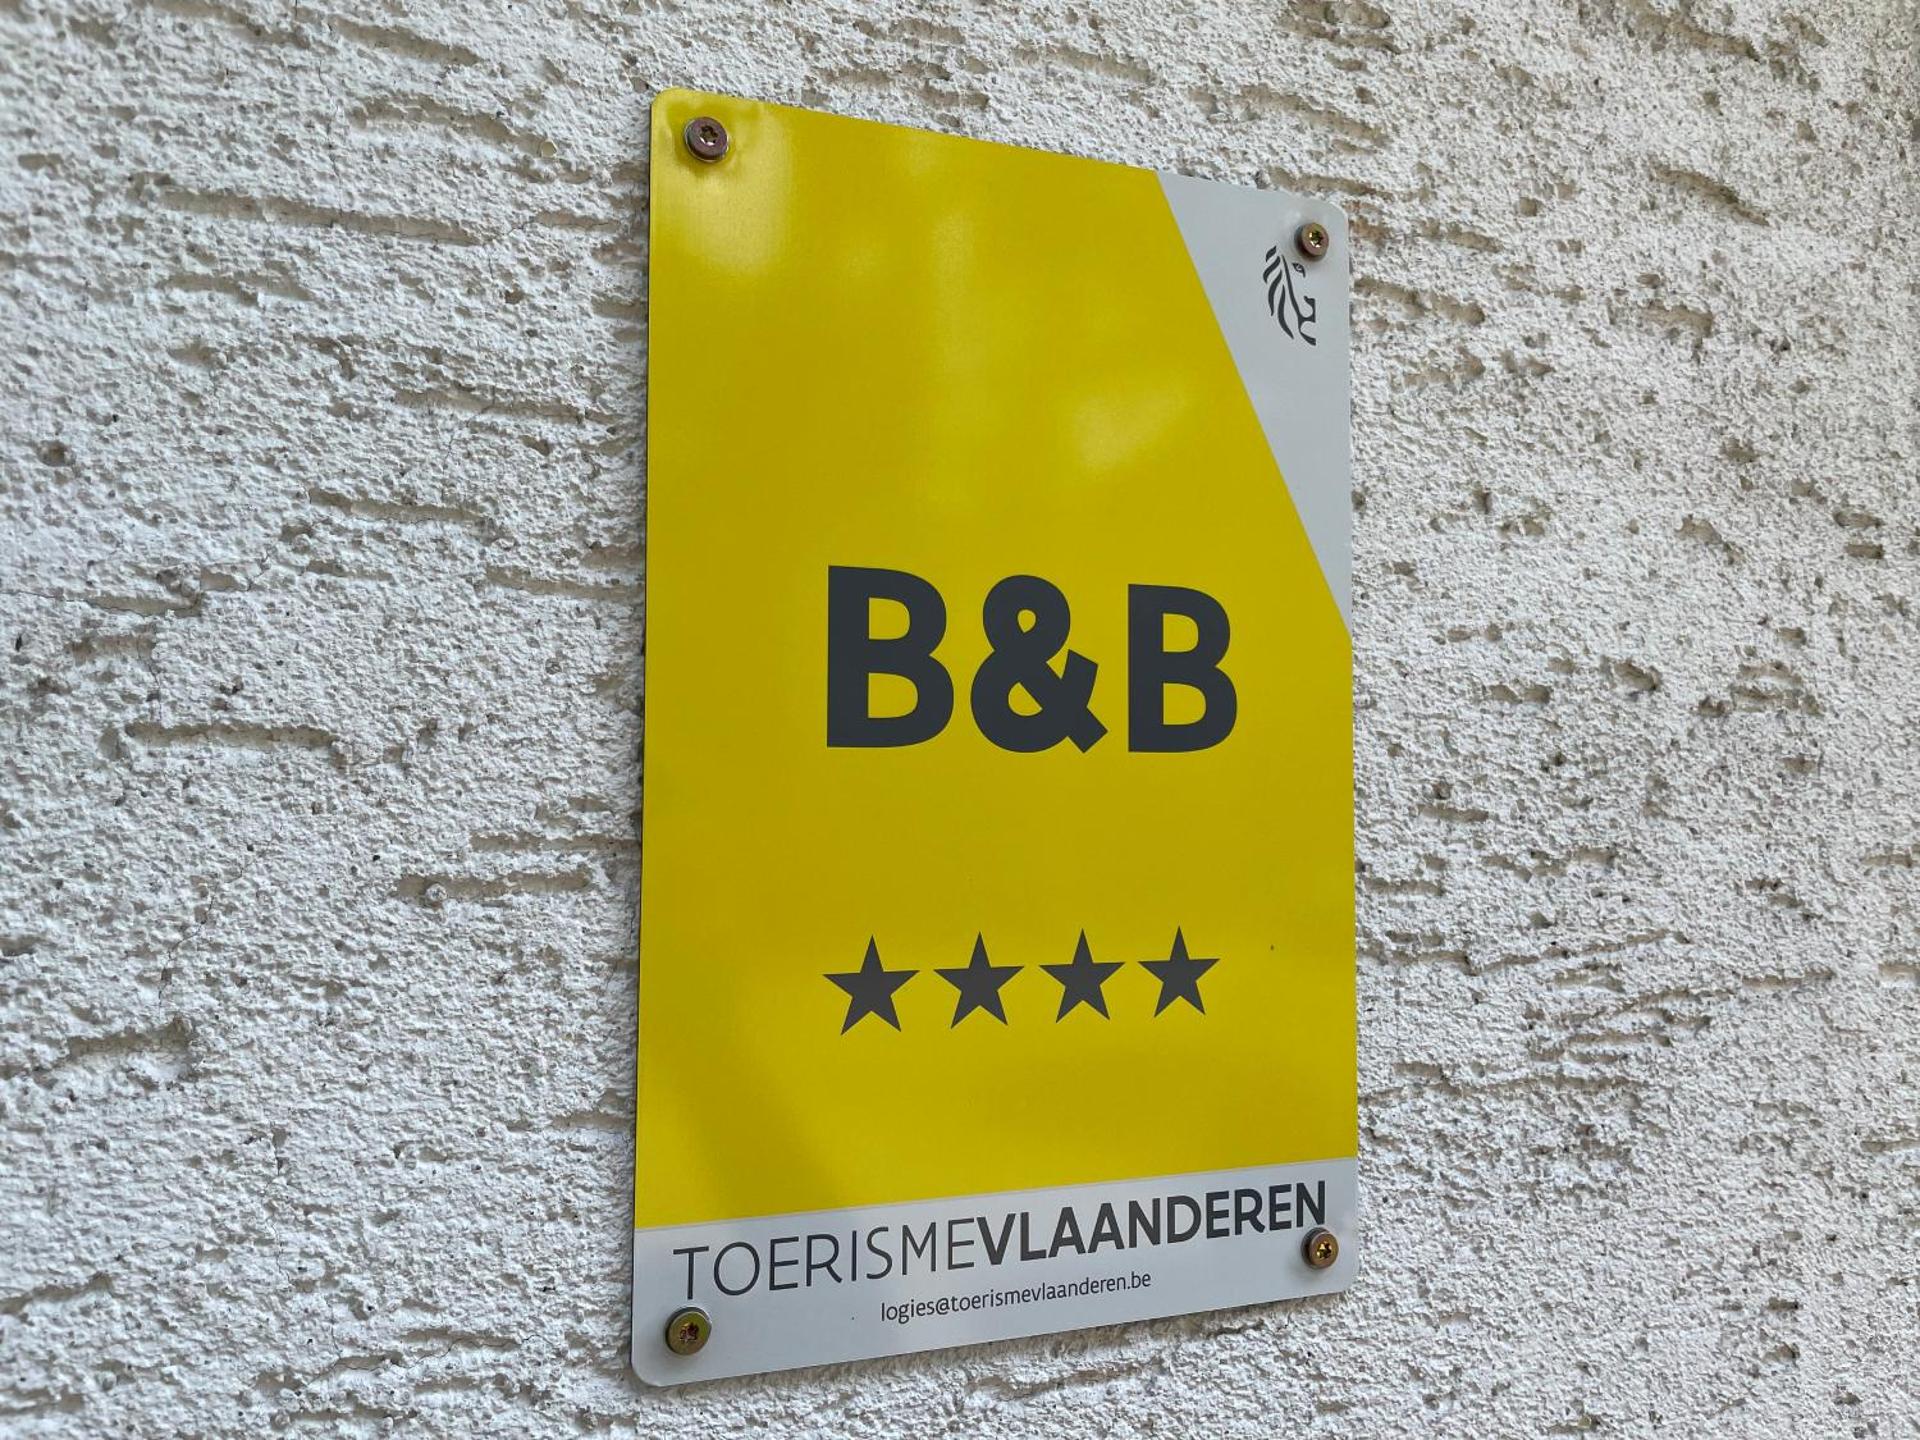 B&B
★★★★
TOERISMEVLAANDEREN
logies@toerismevlaanderen.be